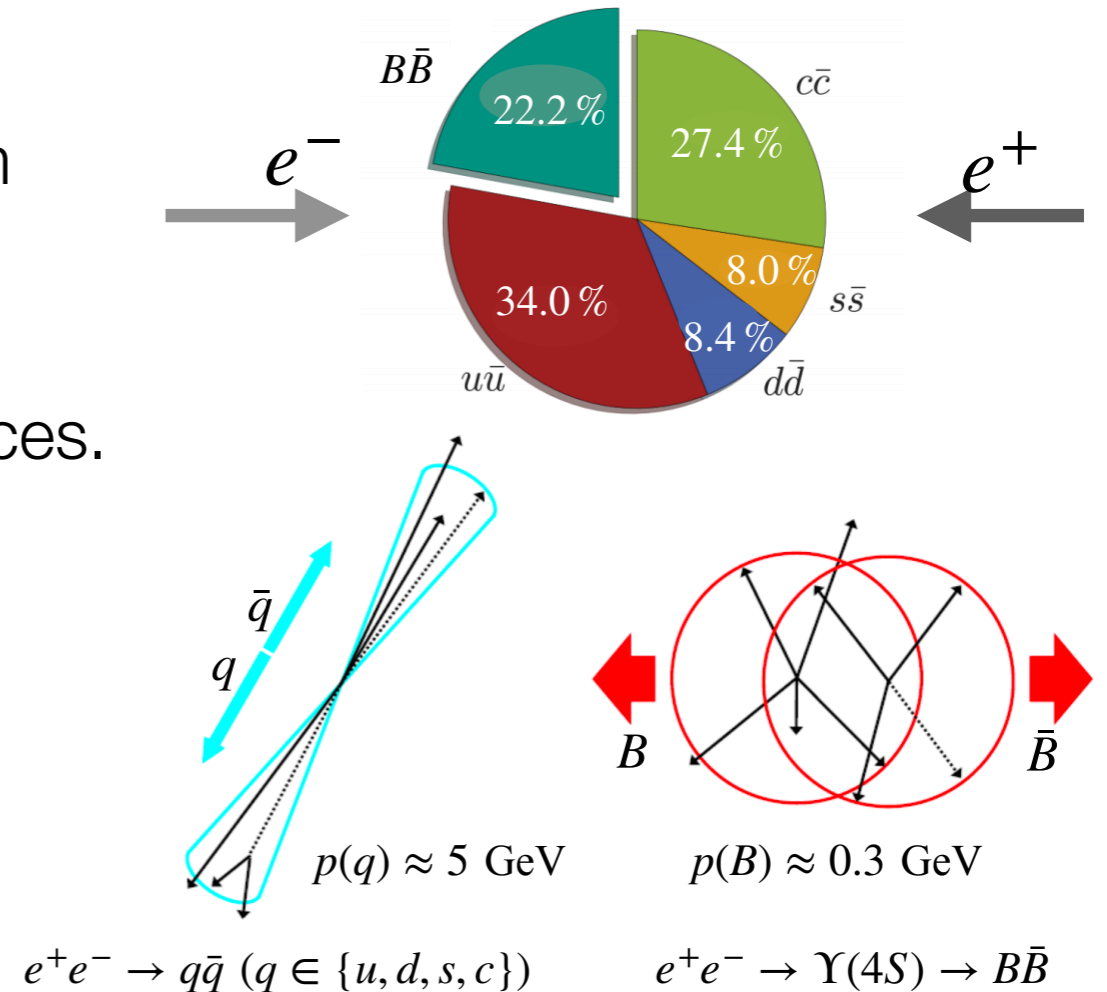 BB̄
22.2 %
cc̄
27.4 %
n
e⁻
e⁺
8.0 %
ss̄
34.0 %
8.4 %
uū
dd̄
ces.
q̄
q
B
B̄
p(q) ≈ 5 GeV
p(B) ≈ 0.3 GeV
e⁺e⁻ → qq̄ (q ∈ {u, d, s, c})
e⁺e⁻ → Υ(4S) → BB̄